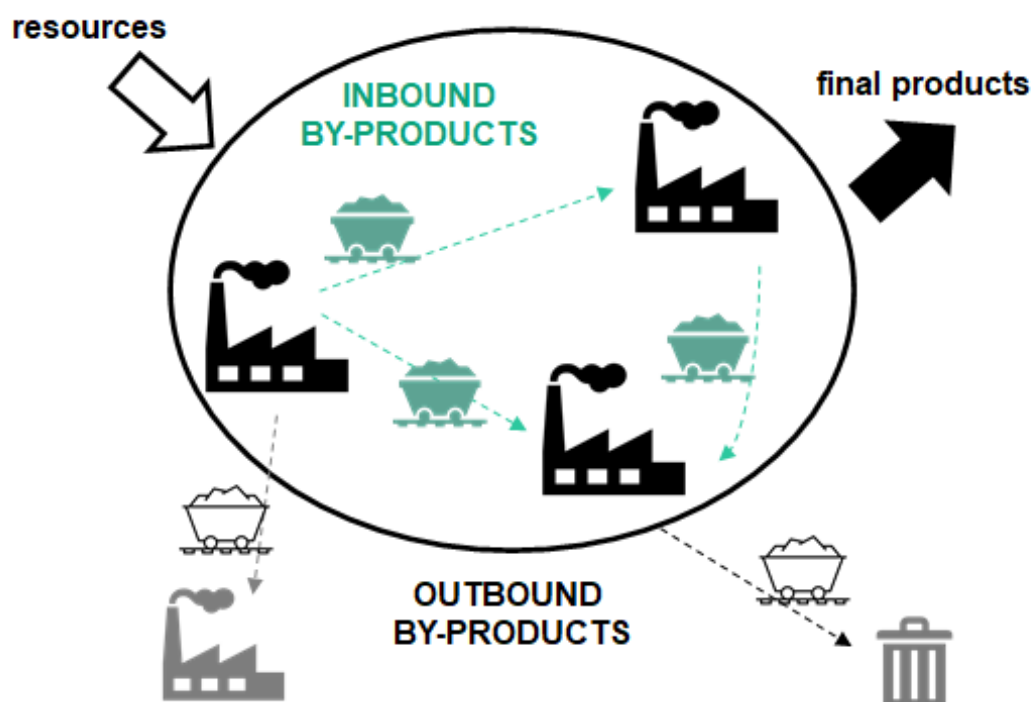 resources
INBOUND
BY-PRODUCTS
final products
OUTBOUND
BY-PRODUCTS